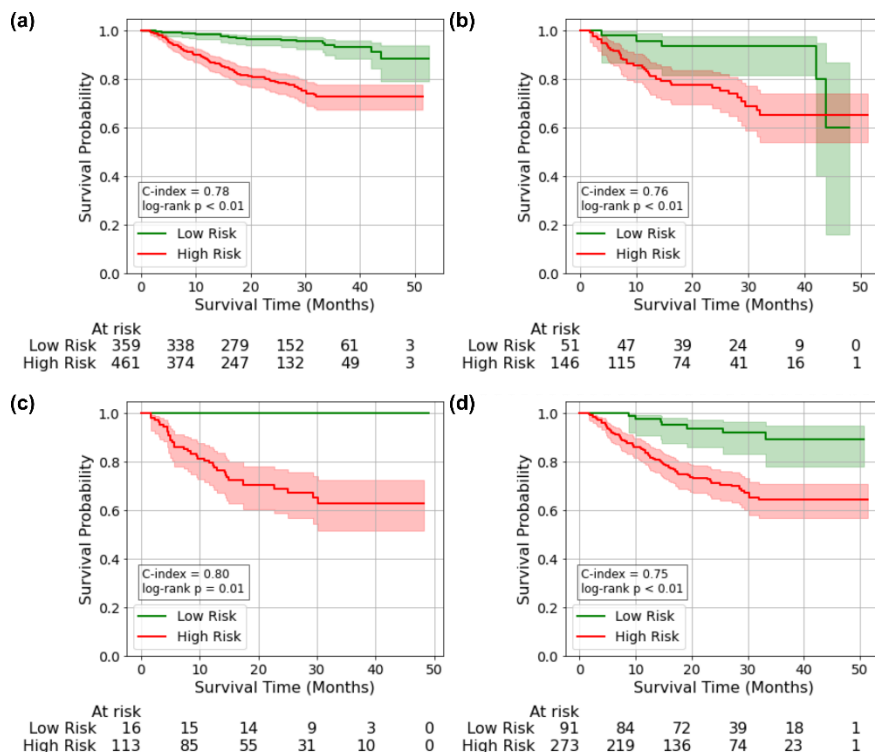 (a)
1.0
0.8
0.6
0.4
0.2
0.0
Survival Probability
C-index = 0.78
log-rank p < 0.01
Low Risk
High Risk
0 10 20 30 40 50
Survival Time (Months)
At risk
Low Risk 359 338 279 152 61 3
High Risk 461 374 247 132 49 3
(b)
1.0
0.8
0.6
0.4
0.2
0.0
Survival Probability
C-index = 0.76
log-rank p < 0.01
Low Risk
High Risk
0 10 20 30 40 50
Survival Time (Months)
At risk
Low Risk 51 47 39 24 9 0
High Risk 146 115 74 41 16 1
(c)
1.0
0.8
0.6
0.4
0.2
0.0
Survival Probability
C-index = 0.80
log-rank p = 0.01
Low Risk
High Risk
0 10 20 30 40 50
Survival Time (Months)
At risk
Low Risk 16 15 14 9 3 0
High Risk 113 85 55 31 10 0
(d)
1.0
0.8
0.6
0.4
0.2
0.0
Survival Probability
C-index = 0.75
log-rank p < 0.01
Low Risk
High Risk
0 10 20 30 40 50
Survival Time (Months)
At risk
Low Risk 91 84 72 39 18 1
High Risk 273 219 136 74 23 1